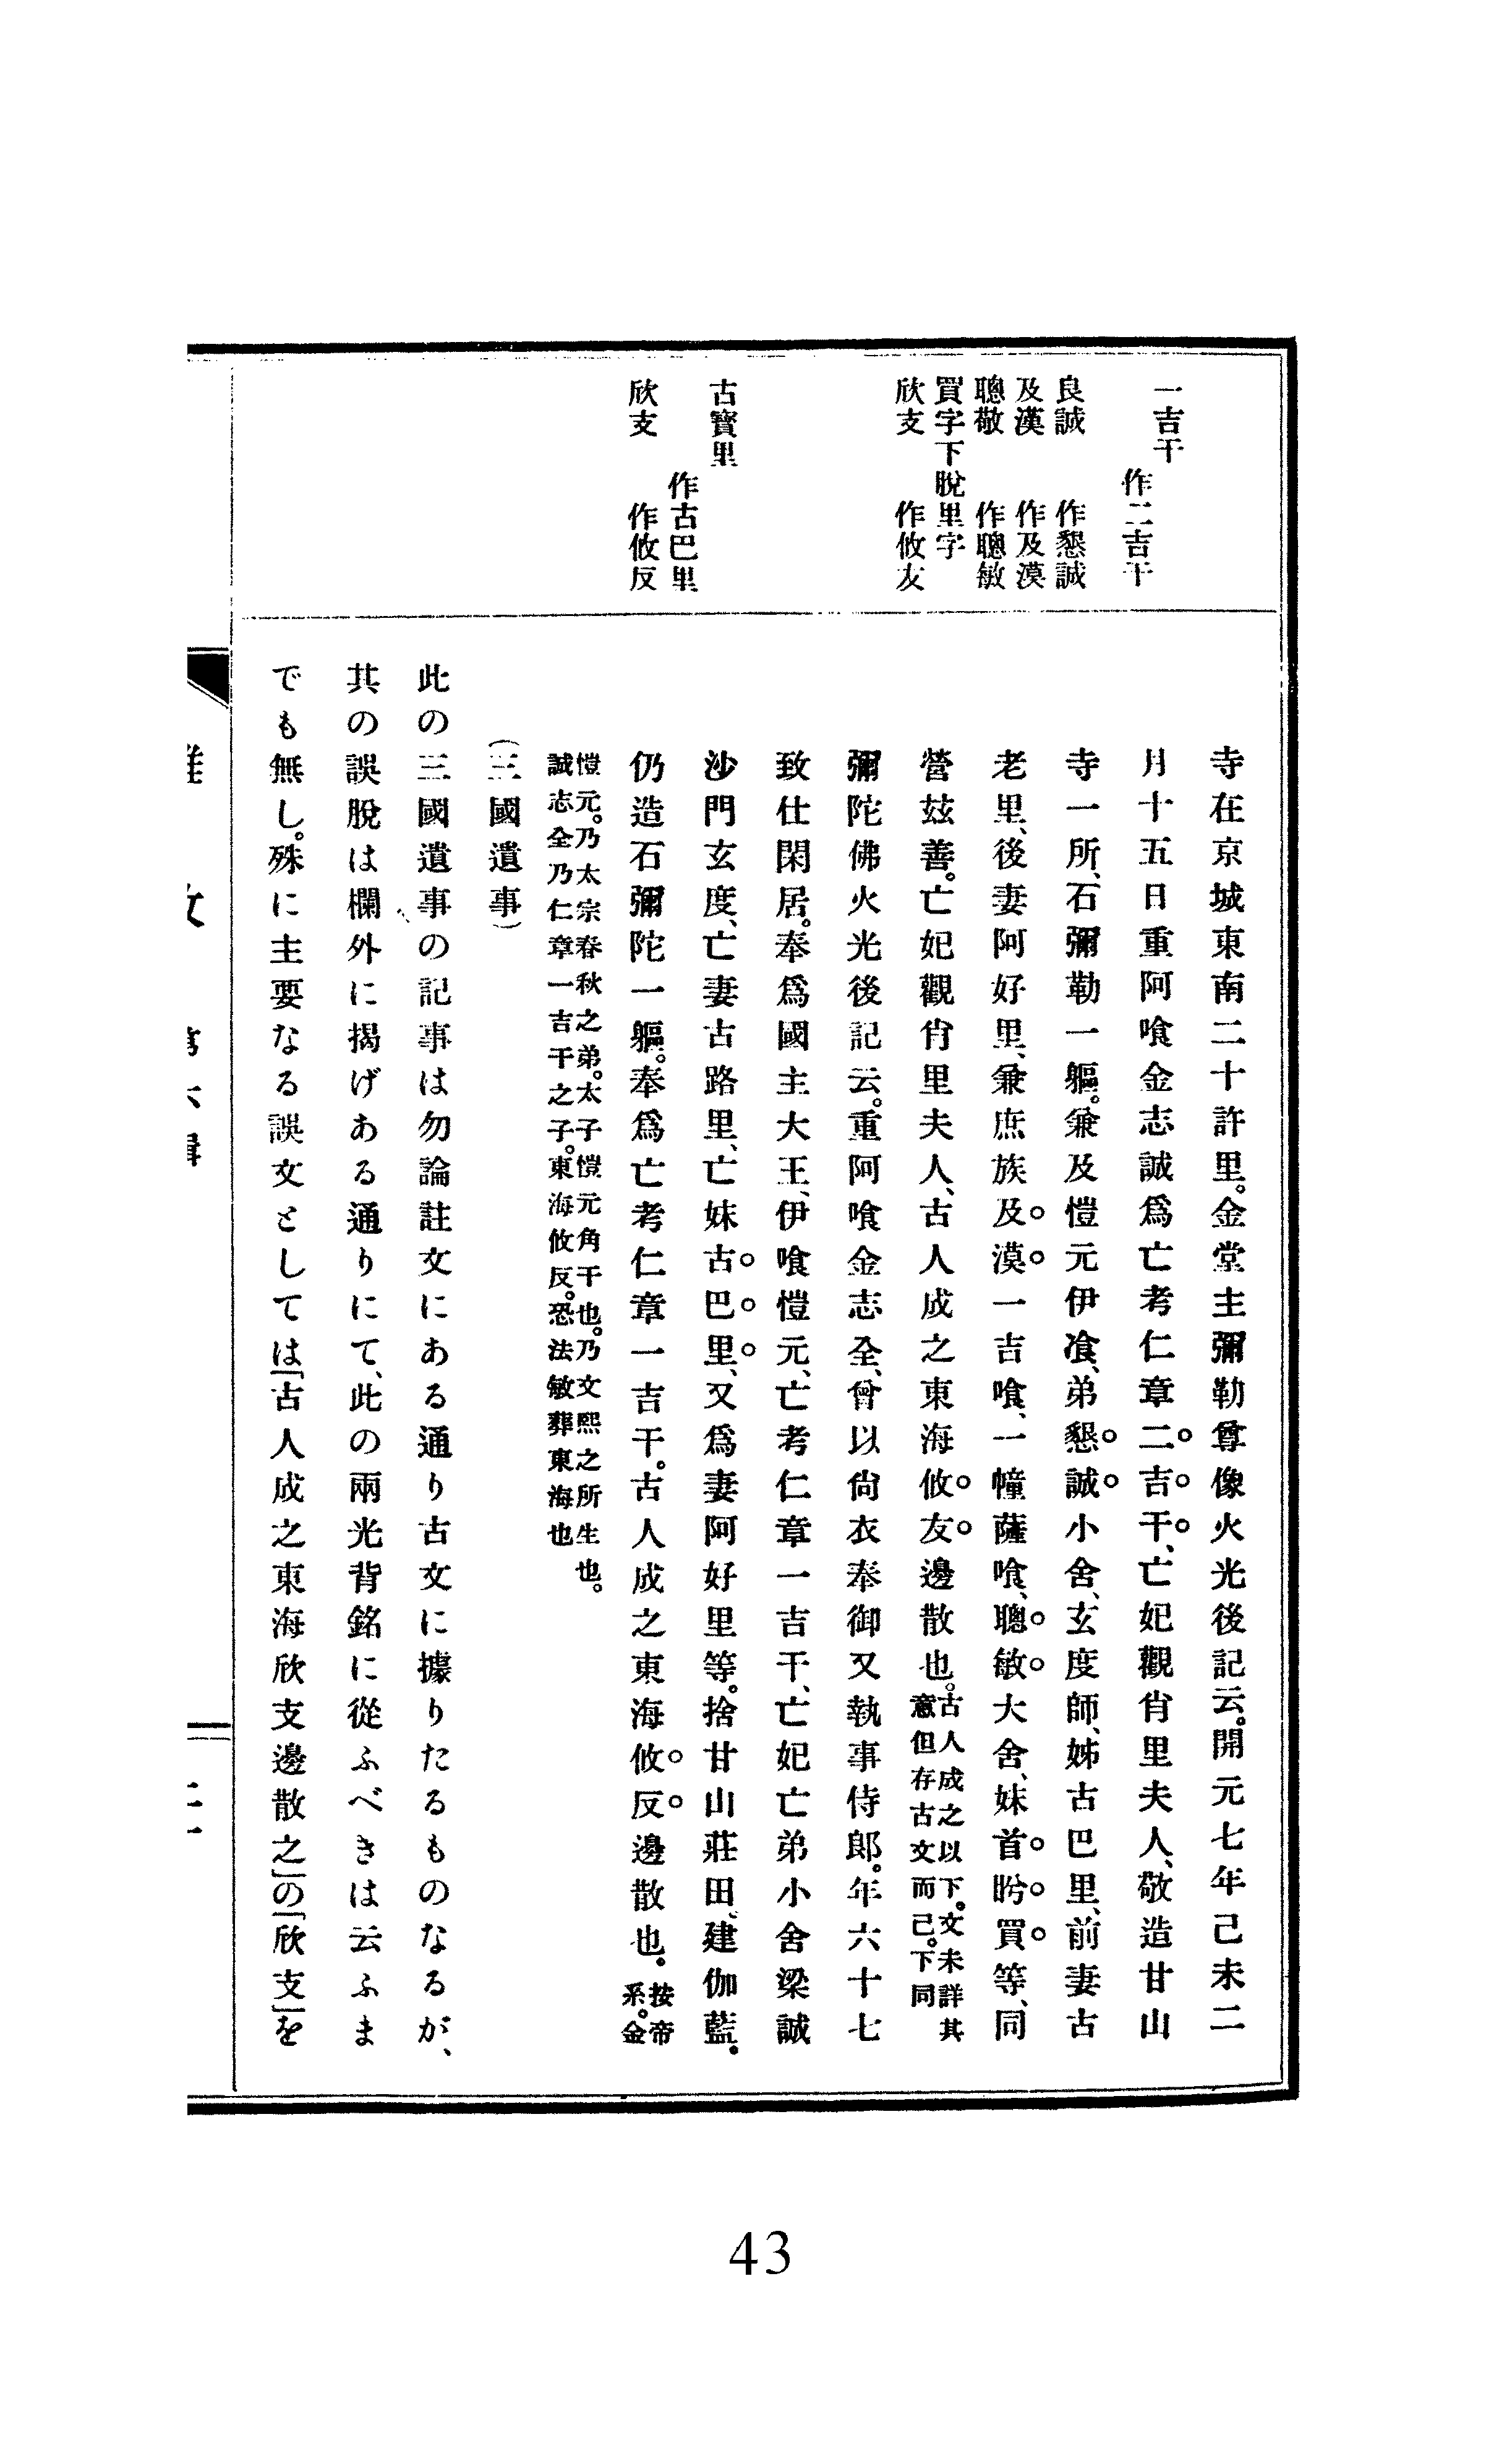 一吉干
作二吉干
良誠　作懇誠
及漢　作及漠
聰敬　作聰敏
買字下脫里字
欣支　作攸友
古寶里
作古巴里
欣支　作攸反
寺在京城東南二十許里。金堂主彌勒尊像火光後記云。開元七年己未二
月十五日重阿喰金志誠爲亡考仁章二吉干、亡妃觀肖里夫人、敬造甘山
寺一所、石彌勒一軀。兼及愷元伊飡、弟懇誠小舍、玄度師、姊古巴里、前妻古
老里、後妻阿好里、兼庶族及漠一吉喰、一幢薩喰、聰敏大舍、妹首肹買等、同
營玆善。亡妃觀肖里夫人、古人成之東海攸友邊散也。古人成之以下。文未詳其
意但存古文而已。下同
彌陀佛火光後記云。重阿喰金志全、曾以尙衣奉御又執事侍郎。年六十七
致仕閑居。奉爲國主大王、伊喰愷元、亡考仁章一吉干、亡妃亡弟小舍梁誠
沙門玄度、亡妻古路里、亡妹古巴里、又爲妻阿好里等。捨甘山莊田、建伽藍。
仍造石彌陀一軀。奉爲亡考仁章一吉干。古人成之東海攸反邊散也。按帝
系。金
愷元。乃太宗春秋之弟。太子愷元角干也。乃文熙之所生也。
誠志全乃仁章一吉干之子。東海攸反。恐法敏葬東海也
（三國遺事）
此の三國遺事の記事は勿論註文にある通り古文に據りたるものなるが、
其の誤脫は欄外に揭げある通りにて、此の兩光背銘に從ふべきは云ふま
でも無し。殊に主要なる誤文としては「古人成之東海欣支邊散之」の「欣支」を
43